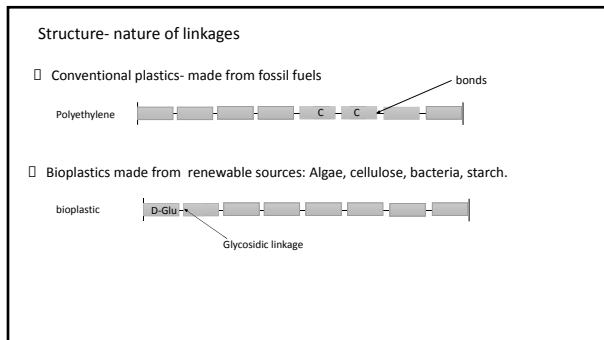 Structure- nature of linkages
Conventional plastics- made from fossil fuels
bonds
Polyethylene
C C
Bioplastics made from renewable sources: Algae, cellulose, bacteria, starch.
bioplastic
D-Glu
Glycosidic linkage